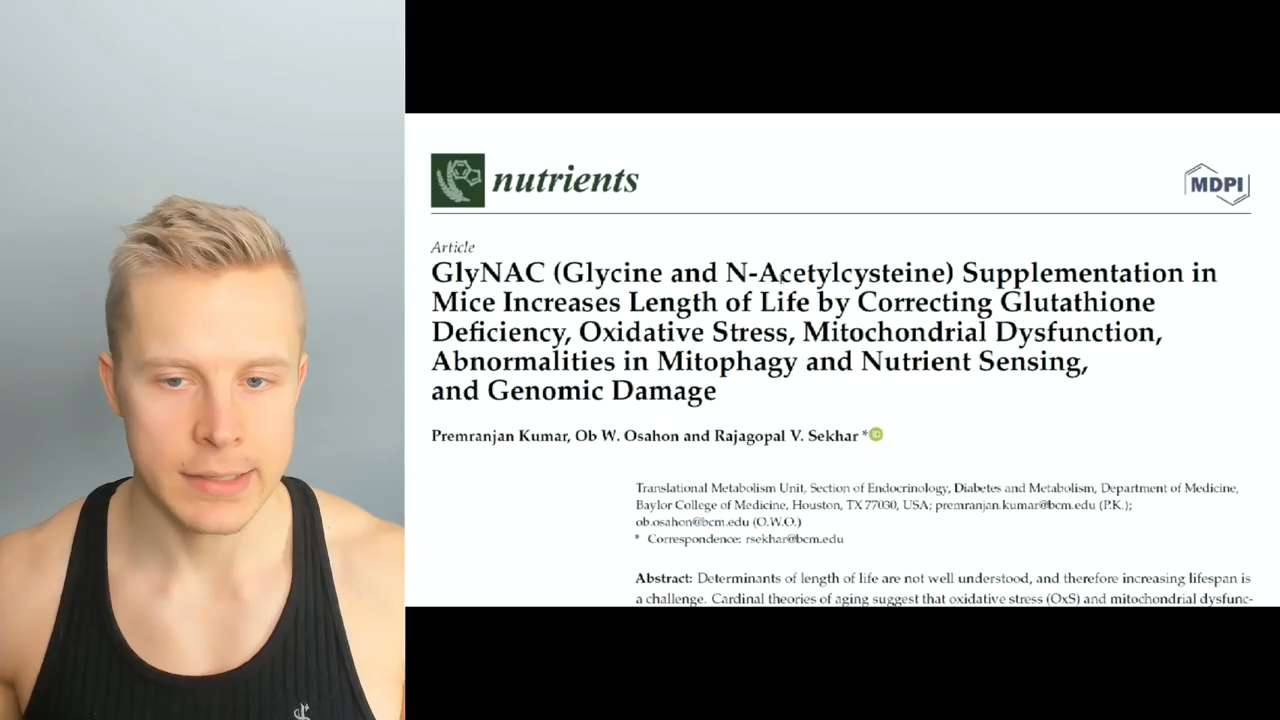 nutrients
MDPI
Article
GlyNAC (Glycine and N-Acetylcysteine) Supplementation in
Mice Increases Length of Life by Correcting Glutathione
Deficiency, Oxidative Stress, Mitochondrial Dysfunction,
Abnormalities in Mitophagy and Nutrient Sensing,
and Genomic Damage
Premranjan Kumar, Ob W. Osahon and Rajagopal V. Sekhar *
Translational Metabolism Unit, Section of Endocrinology, Diabetes and Metabolism, Department of Medicine,
Baylor College of Medicine, Houston, TX 77030, USA; premranjan.kumar@bcm.edu (P.K.);
ob.osahon@bcm.edu (O.W.O.)
* Correspondence: rsekhar@bcm.edu
Abstract: Determinants of length of life are not well understood, and therefore increasing lifespan is
a challenge. Cardinal theories of aging suggest that oxidative stress (OxS) and mitochondrial dysfunc-